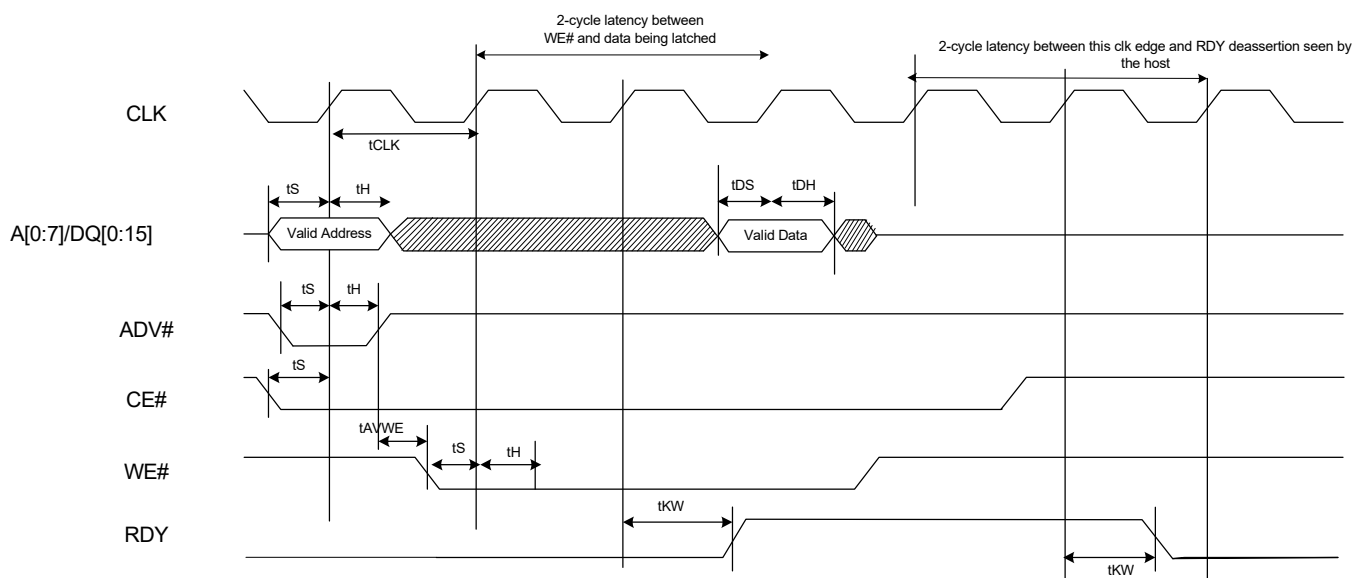 2-cycle latency between
WE# and data being latched
2-cycle latency between this clk edge and RDY deassertion seen by
the host
CLK
tCLK
tS
tH
tDS
tDH
A[0:7]/DQ[0:15]
Valid Address
Valid Data
tS
tH
ADV#
tS
CE#
tAVWE
tS
tH
WE#
tKW
RDY
tKW